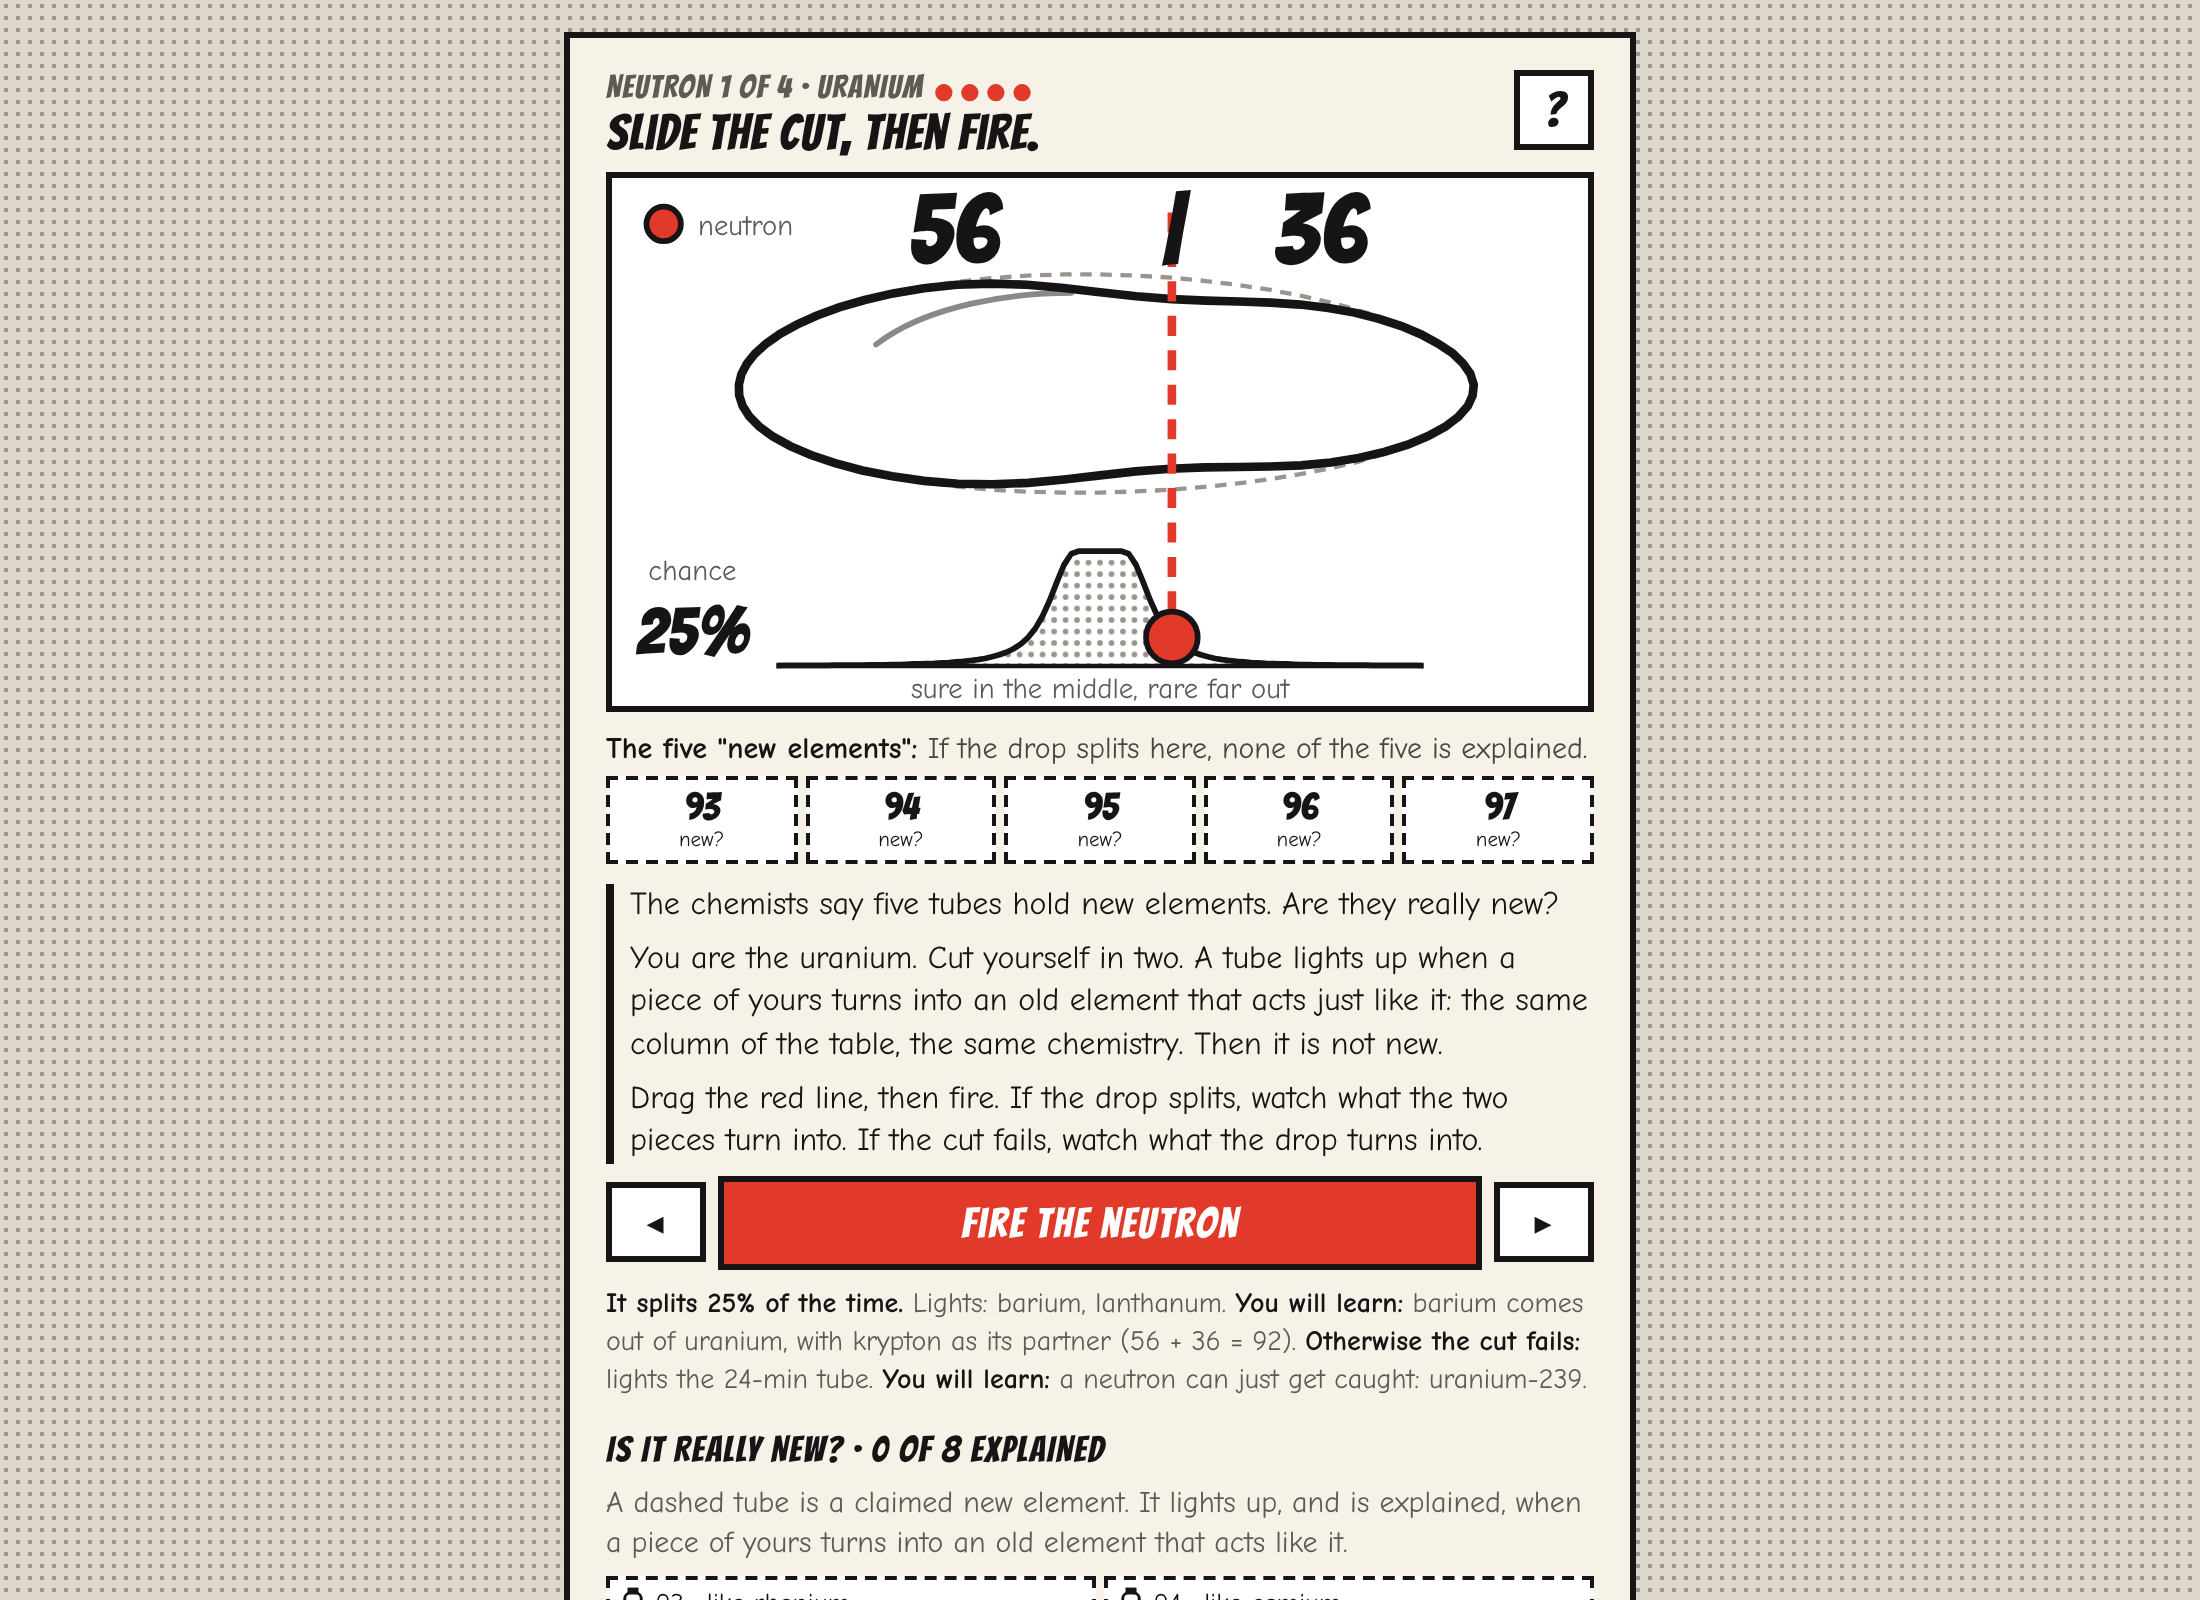 NEUTRON 1 OF 4 · URANIUM
SLIDE THE CUT, THEN FIRE.
?
neutron
56 / 36
chance
25%
sure in the middle, rare far out
The five "new elements": If the drop splits here, none of the five is explained.
93 94 95 96 97
new? new? new? new? new?
The chemists say five tubes hold new elements. Are they really new?
You are the uranium. Cut yourself in two. A tube lights up when a
piece of yours turns into an old element that acts just like it: the same
column of the table, the same chemistry. Then it is not new.
Drag the red line, then fire. If the drop splits, watch what the two
pieces turn into. If the cut fails, watch what the drop turns into.
◄ FIRE THE NEUTRON ►
It splits 25% of the time. Lights: barium, lanthanum. You will learn: barium comes
out of uranium, with krypton as its partner (56 + 36 = 92). Otherwise the cut fails:
lights the 24-min tube. You will learn: a neutron can just get caught: uranium-239.
IS IT REALLY NEW? · 0 OF 8 EXPLAINED
A dashed tube is a claimed new element. It lights up, and is explained, when
a piece of yours turns into an old element that acts like it.